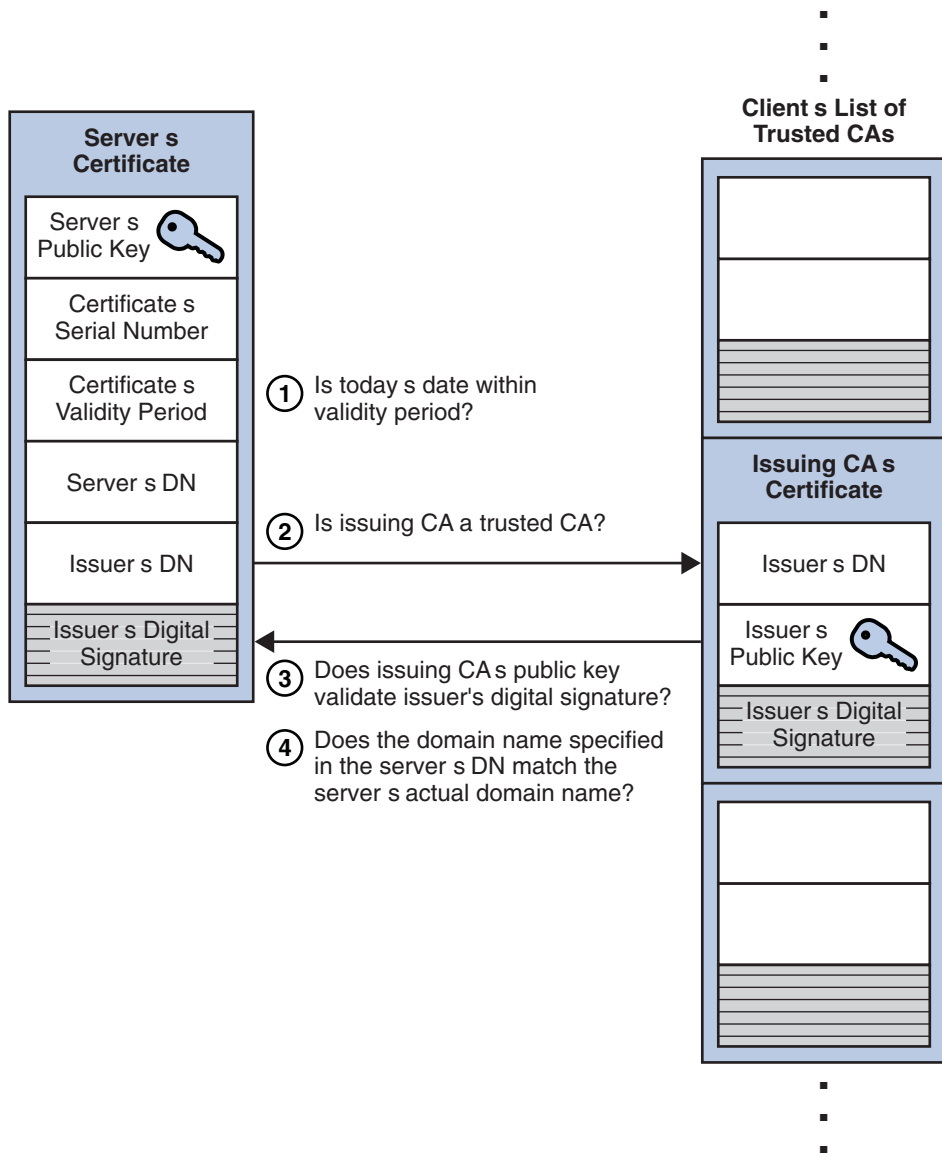 Client s List of
Trusted CAs
Server s
Certificate
Server s
Public Key
Certificate s
Serial Number
Certificate s
Validity Period
Server s DN
Issuer s DN
Issuer s Digital
Signature
1 Is today s date within
validity period?
2 Is issuing CA a trusted CA?
3 Does issuing CA s public key
validate issuer's digital signature?
4 Does the domain name specified
in the server s DN match the
server s actual domain name?
Issuing CA s
Certificate
Issuer s DN
Issuer s
Public Key
Issuer s Digital
Signature